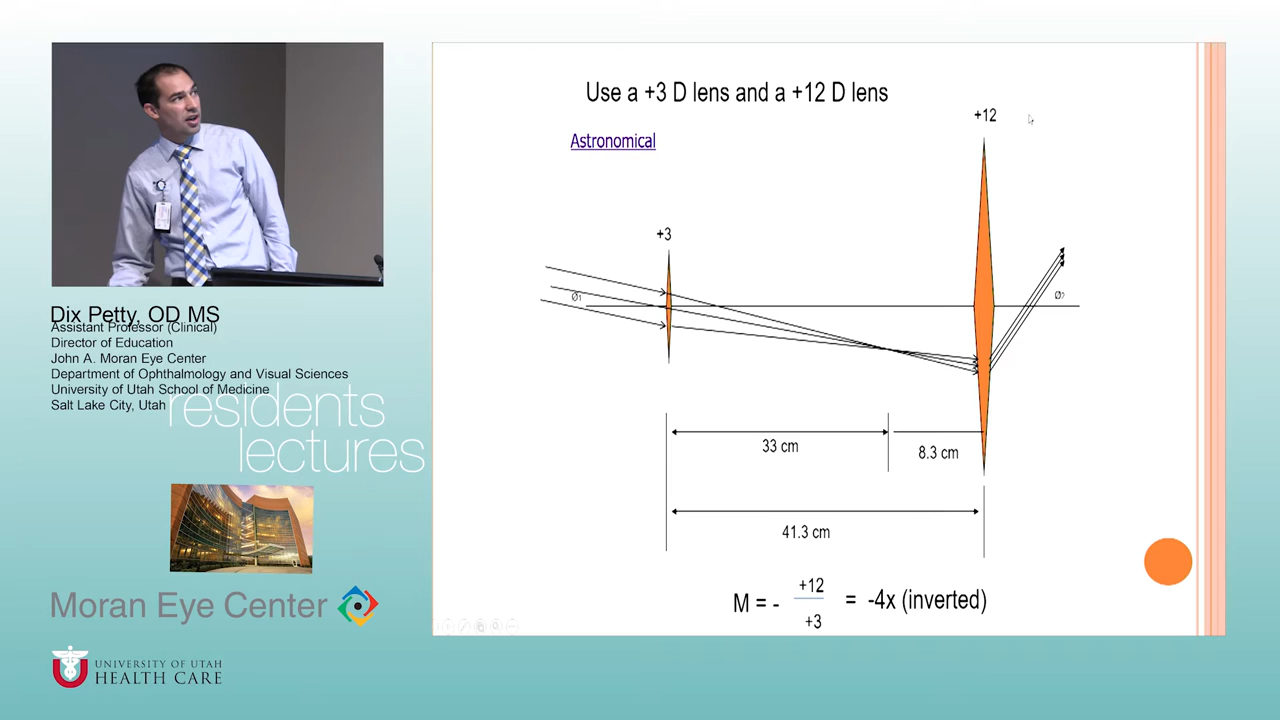 Use a +3 D lens and a +12 D lens
Astronomical
+12
+3
Ø1
Ø2
33 cm
8.3 cm
41.3 cm
M = - +12 = -4x (inverted)
+3
Dix Petty, OD MS
Assistant Professor (Clinical)
Director of Education
John A. Moran Eye Center
Department of Ophthalmology and Visual Sciences
University of Utah School of Medicine
Salt Lake City, Utah
residents
lectures
Moran Eye Center
UNIVERSITY OF UTAH
HEALTH CARE